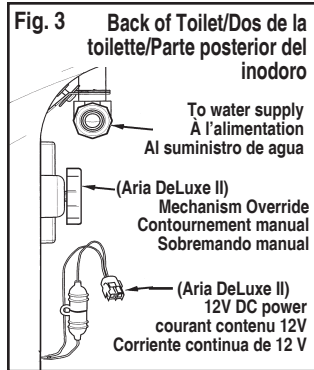 Fig. 3
Back of Toilet/Dos de la
toilette/Parte posterior del
inodoro
To water supply
À l'alimentation
Al suministro de agua
(Aria DeLuxe II)
Mechanism Override
Contournement manual
Sobremando manual
(Aria DeLuxe II)
12V DC power
courant contenu 12V
Corriente continua de 12 V